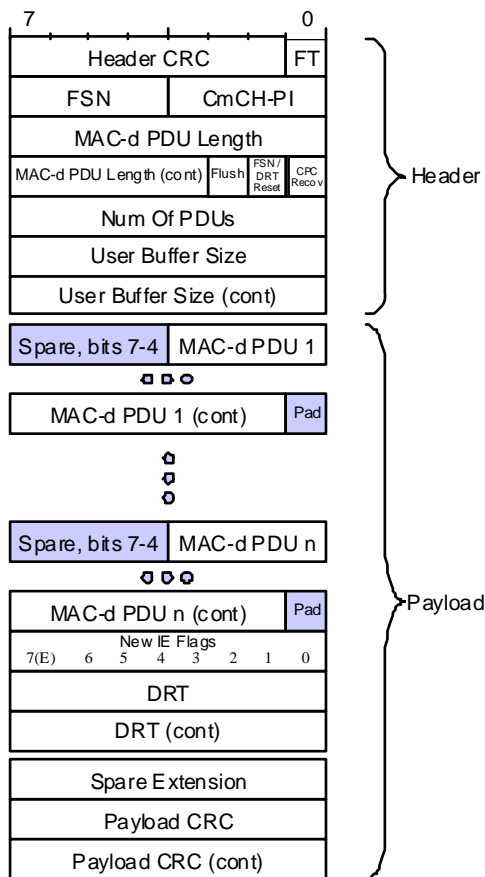 7 0
Header CRC FT
FSN CmCH-PI
MAC-d PDU Length
MAC-d PDU Length (cont) Flush FSN / DRT Reset CPC Recov
Header
Num Of PDUs
User Buffer Size
User Buffer Size (cont)
Spare, bits 7-4 MAC-d PDU 1
MAC-d PDU 1 (cont) Pad
Spare, bits 7-4 MAC-d PDU n
MAC-d PDU n (cont) Pad
Payload
New IE Flags
7(E) 6 5 4 3 2 1 0
DRT
DRT (cont)
Spare Extension
Payload CRC
Payload CRC (cont)